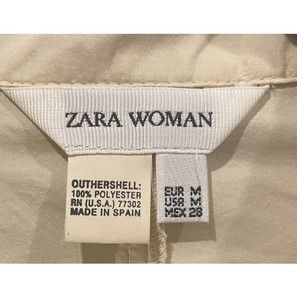 ZARA WOMAN
OUTHERSHELL:
100% POLYESTER
RN (U.S.A.) 77302
MADE IN SPAIN
EUR M
USA M
MEX 28